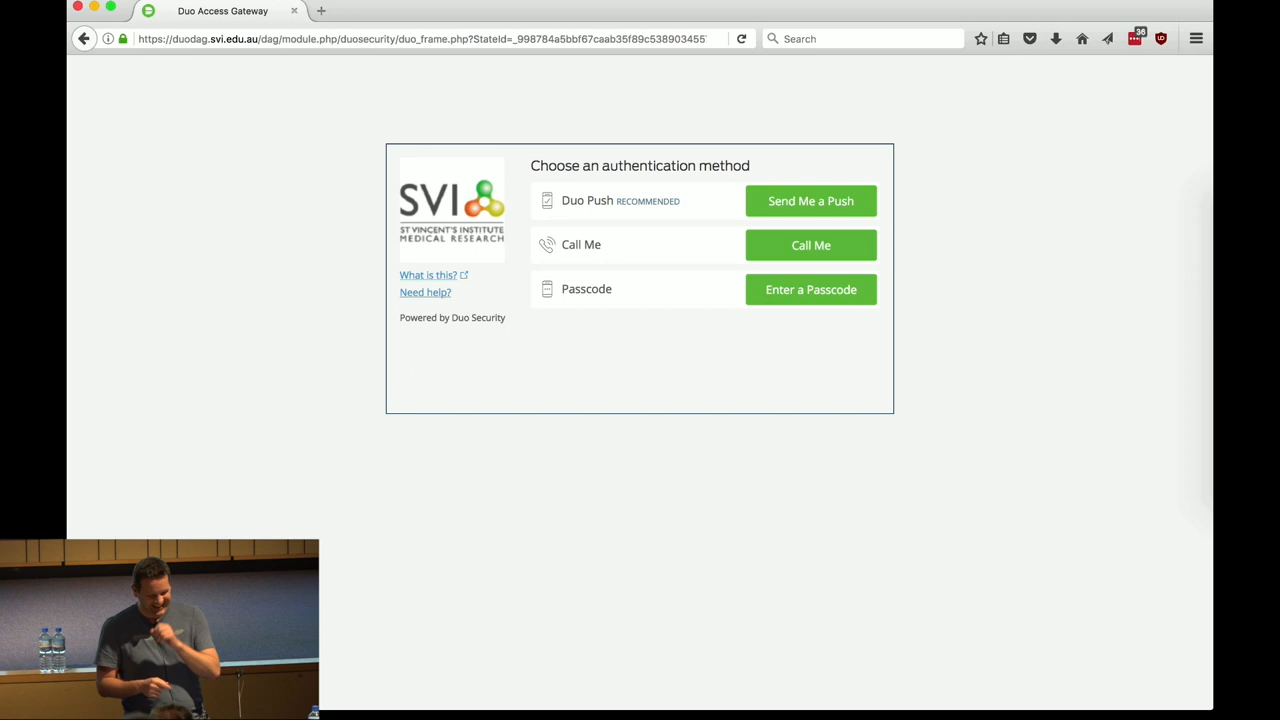 Duo Access Gateway
https://duodag.svi.edu.au/dag/module.php/duosecurity/duo_frame.php?StateId=_998784a5bbf67caab35f89c538903455
Search
36
Choose an authentication method
SVI
ST VINCENT'S INSTITUTE
MEDICAL RESEARCH
Duo Push RECOMMENDED
Send Me a Push
Call Me
Call Me
Passcode
Enter a Passcode
What is this?
Need help?
Powered by Duo Security